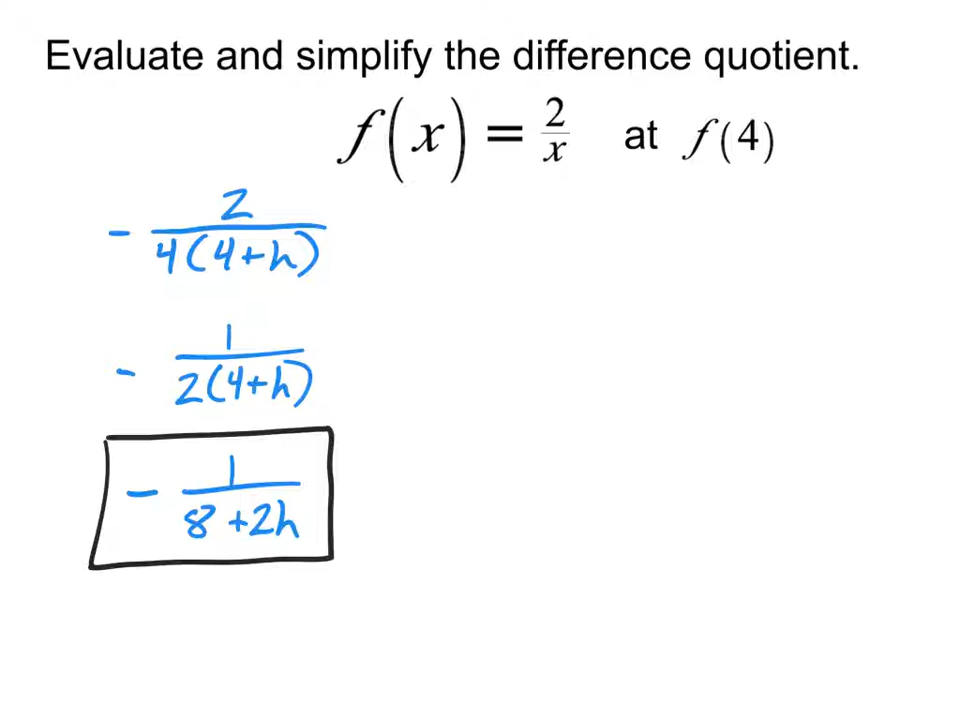 Evaluate and simplify the difference quotient.
f(x) = 2/x at f(4)
- 2/4(4+h)
- 1/2(4+h)
- 1/8+2h